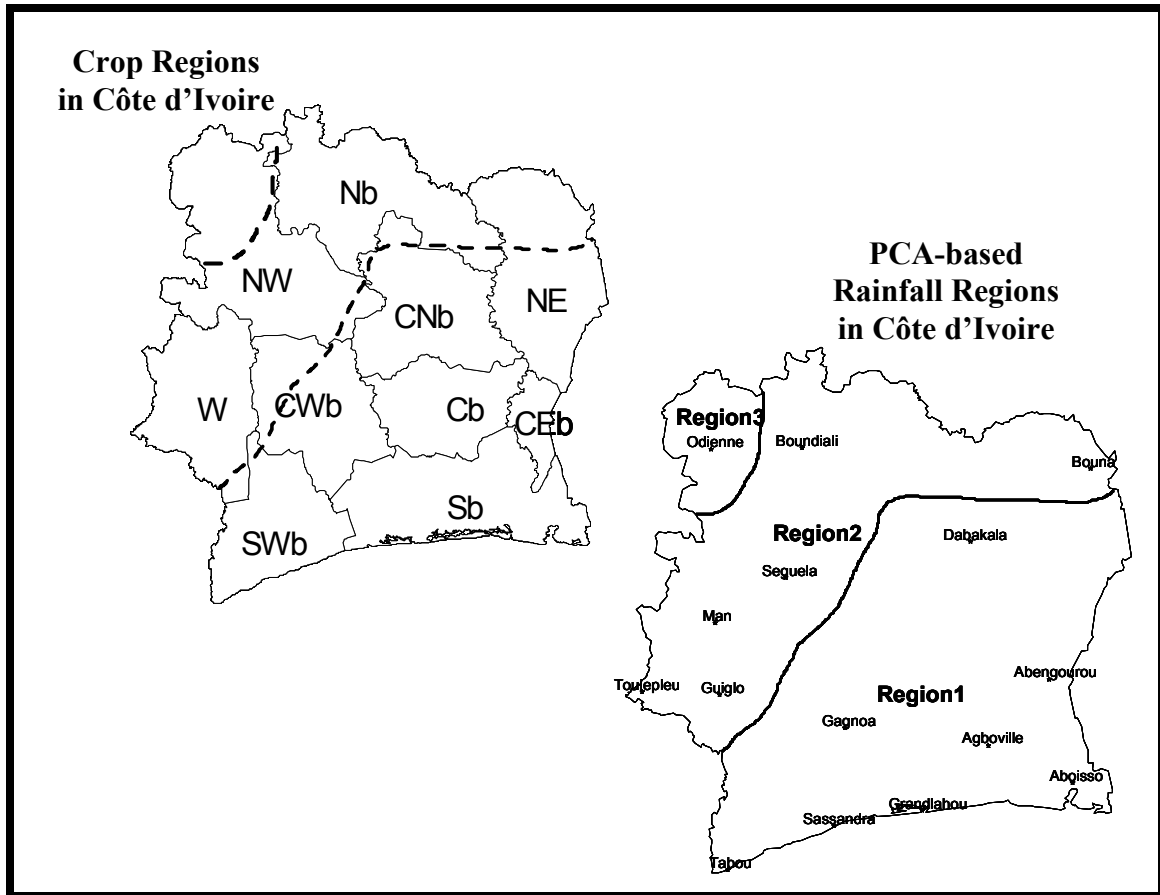 Crop Regions
in Côte d'Ivoire
Nb
NW
NE
CNb
W
CWb
Cb
CEb
Sb
SWb
PCA-based
Rainfall Regions
in Côte d'Ivoire
Region3
Odienne
Boundiali
Bouna
Region2
Dabakala
Seguela
Man
Toulepleu
Guiglo
Abengourou
Region1
Gagnoa
Agboville
Aboisso
Grandlahou
Sassandra
Tabou